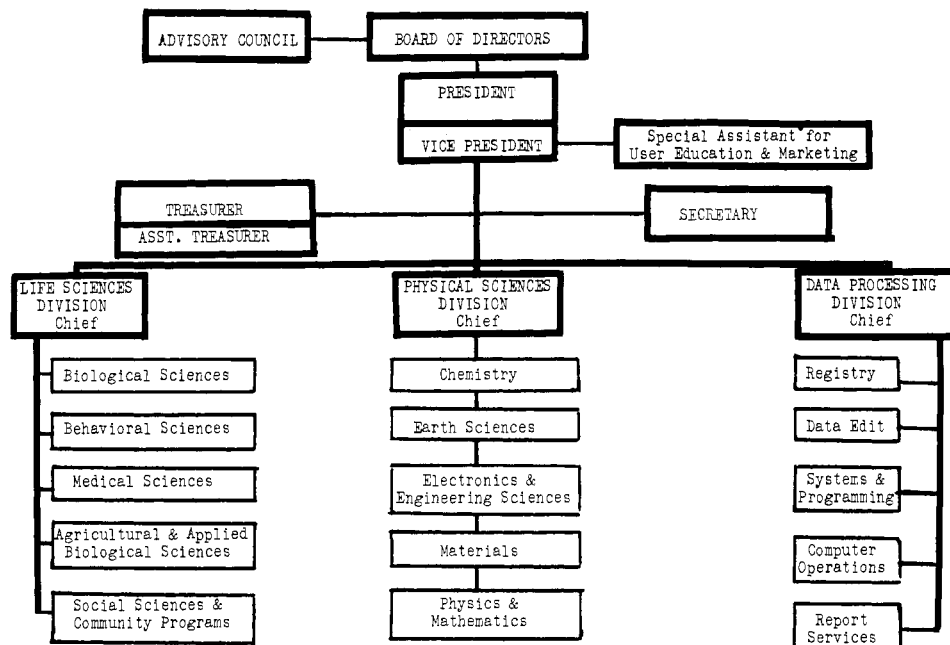 ADVISORY COUNCIL
BOARD OF DIRECTORS
PRESIDENT
VICE PRESIDENT
Special Assistant for
User Education & Marketing
TREASURER
ASST. TREASURER
SECRETARY
LIFE SCIENCES
DIVISION
Chief
Biological Sciences
Behavioral Sciences
Medical Sciences
Agricultural & Applied
Biological Sciences
Social Sciences &
Community Programs
PHYSICAL SCIENCES
DIVISION
Chief
Chemistry
Earth Sciences
Electronics &
Engineering Sciences
Materials
Physics &
Mathematics
DATA PROCESSING
DIVISION
Chief
Registry
Data Edit
Systems &
Programming
Computer
Operations
Report
Services